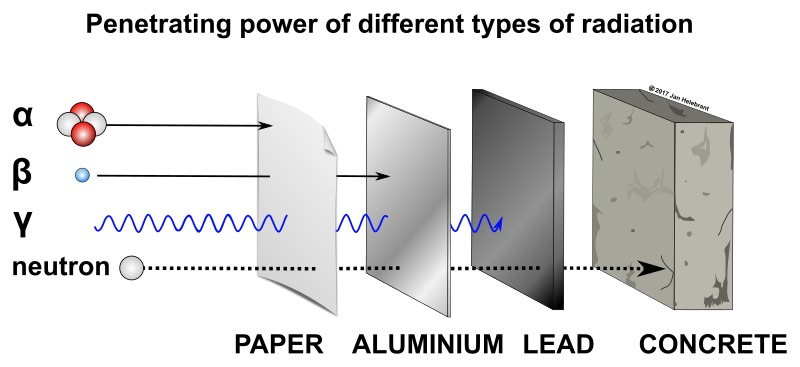 Penetrating power of different types of radiation
©2017 Jan Helebrant
α
β
γ
neutron
PAPER ALUMINIUM LEAD CONCRETE